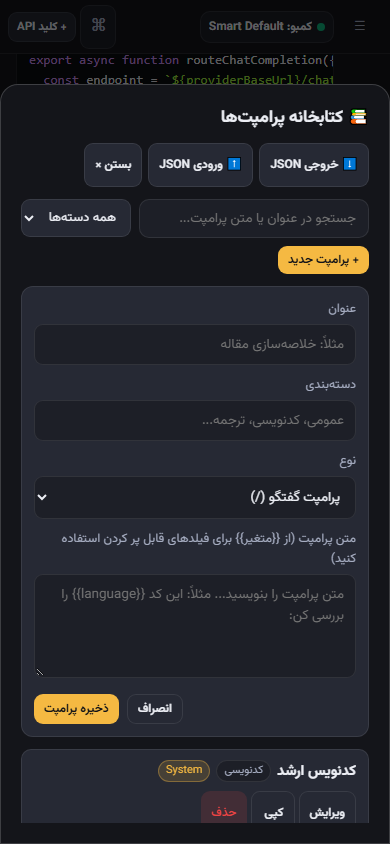 ☰
کمبو: Smart Default
⌘
+ کلید API
export async function routeChatCompletion({
const endpoint = `${providerBaseUrl}/chat
📚 کتابخانه پرامپت‌ها
⬇️ خروجی JSON
⬆️ ورودی JSON
بستن ×
جستجو در عنوان یا متن پرامپت...
همه دسته‌ها
+ پرامپت جدید
عنوان
مثلاً: خلاصه‌سازی مقاله
دسته‌بندی
عمومی، کدنویسی، ترجمه...
نوع
پرامپت گفتگو (/)
متن پرامپت (از {{متغیر}} برای فیلدهای قابل پر کردن استفاده
کنید)
متن پرامپت را بنویسید... مثلاً: این کد {{language}} را
بررسی کن:
انصراف
ذخیره پرامپت
کدنویس ارشد
کدنویسی
System
ویرایش
کپی
حذف